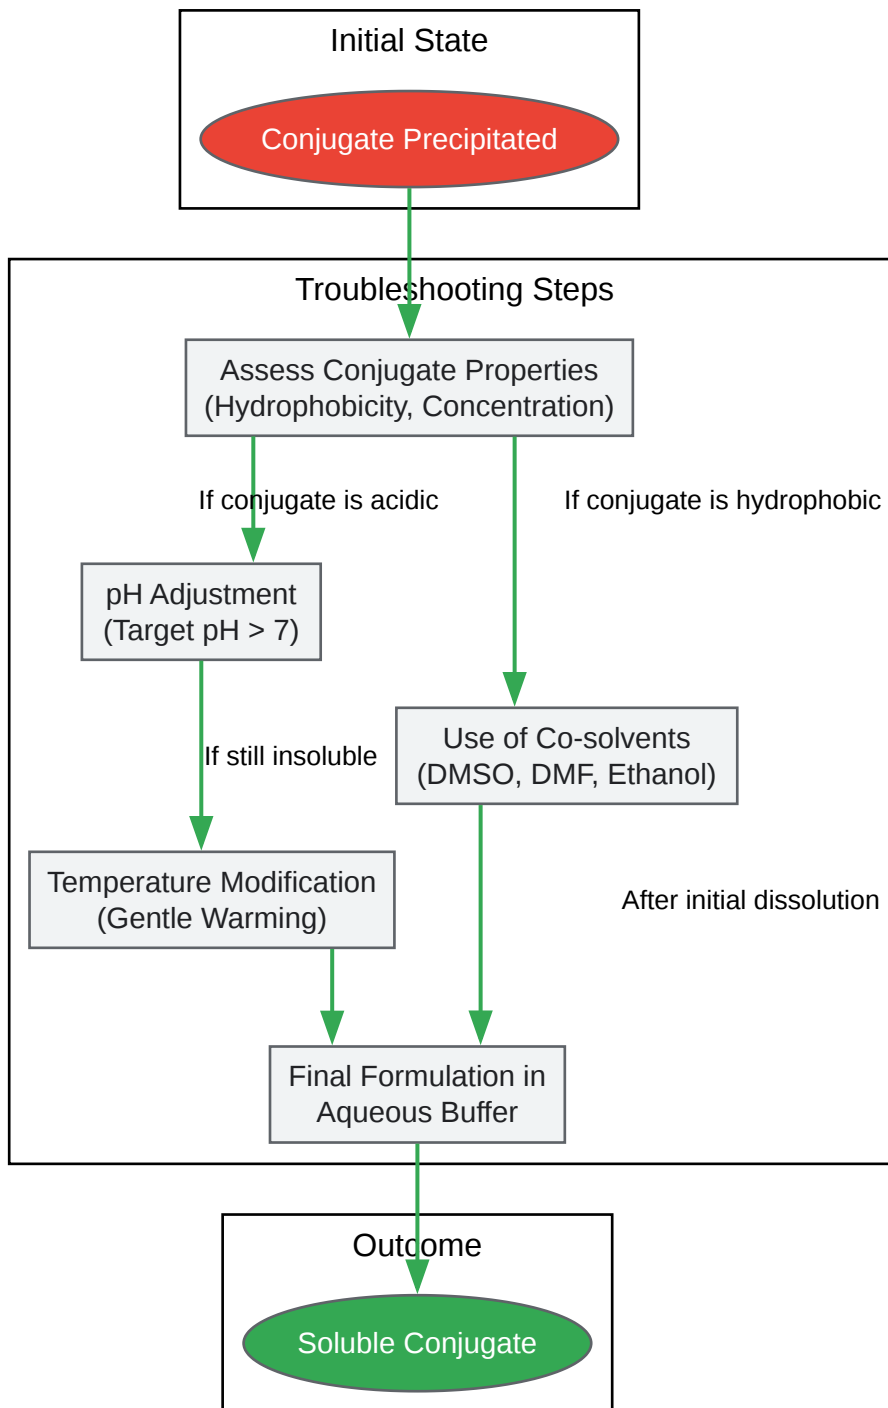 Initial State
Conjugate Precipitated
Troubleshooting Steps
Assess Conjugate Properties
(Hydrophobicity, Concentration)
If conjugate is acidic
If conjugate is hydrophobic
pH Adjustment
(Target pH > 7)
Use of Co-solvents
(DMSO, DMF, Ethanol)
If still insoluble
Temperature Modification
(Gentle Warming)
After initial dissolution
Final Formulation in
Aqueous Buffer
Outcome
Soluble Conjugate